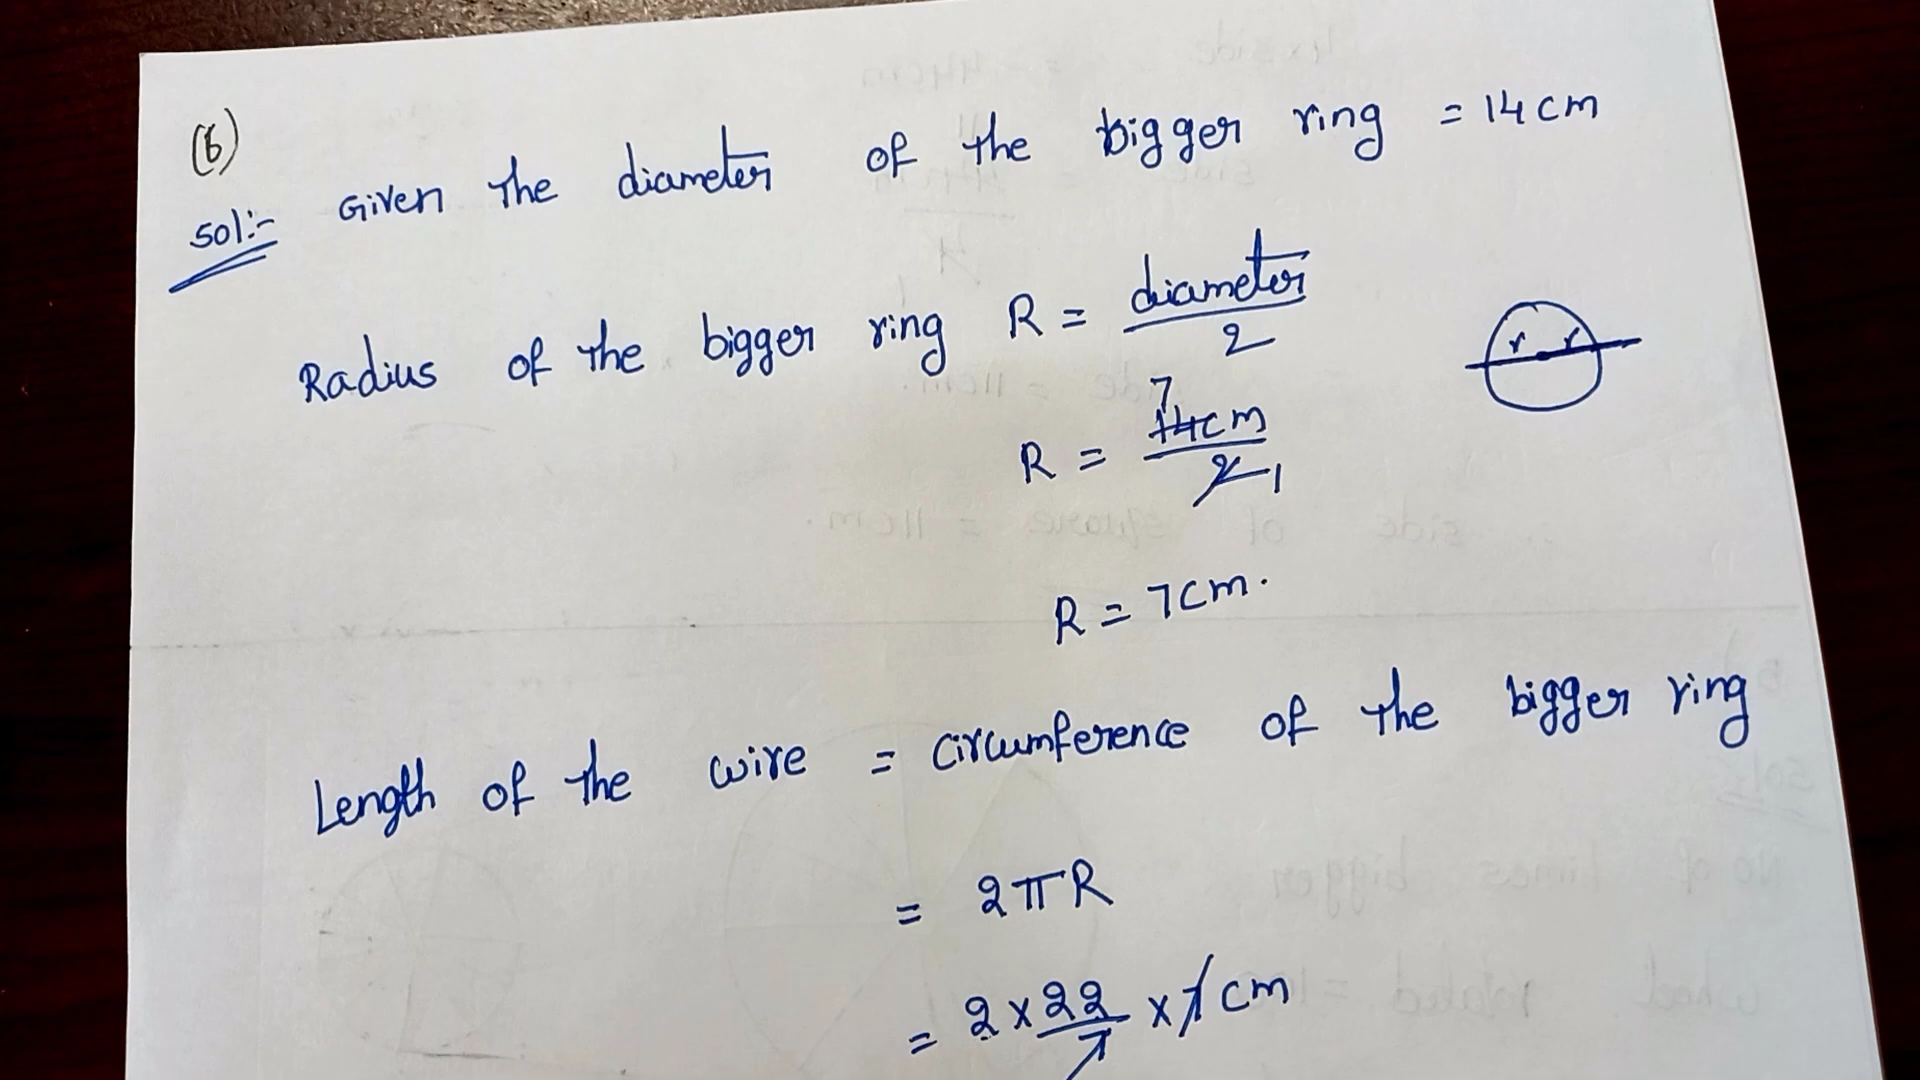 (6)
Sol:- Given the diameter of the bigger ring = 14 cm
Radius of the bigger ring R = diameter / 2
r r
7
R = 14cm / 2 1
R = 7cm.
Length of the wire = circumference of the bigger ring
= 2πR
= 2 × 22/7 × 7 cm